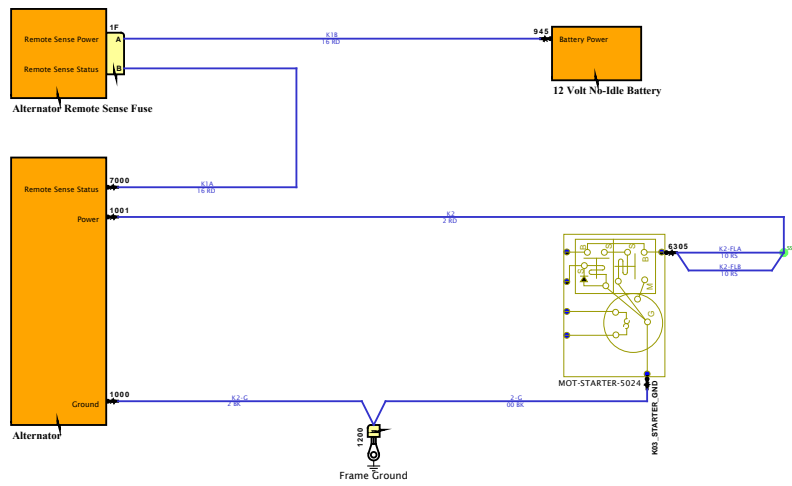 1F
Remote Sense Power
A
K1B
16 RD
945
Battery Power
Remote Sense Status
B
Alternator Remote Sense Fuse
12 Volt No-Idle Battery
7000
Remote Sense Status
K1A
16 RD
1001
Power
K2
2 RD
6305
K2-FLA
10 RS
K2-FLB
10 RS
B
S
S
B
S
M
G
MOT-STARTER-5024
K03_STARTER_GND
1000
Ground
K2-G
2 BK
2-G
00 BK
Alternator
1200
Frame Ground